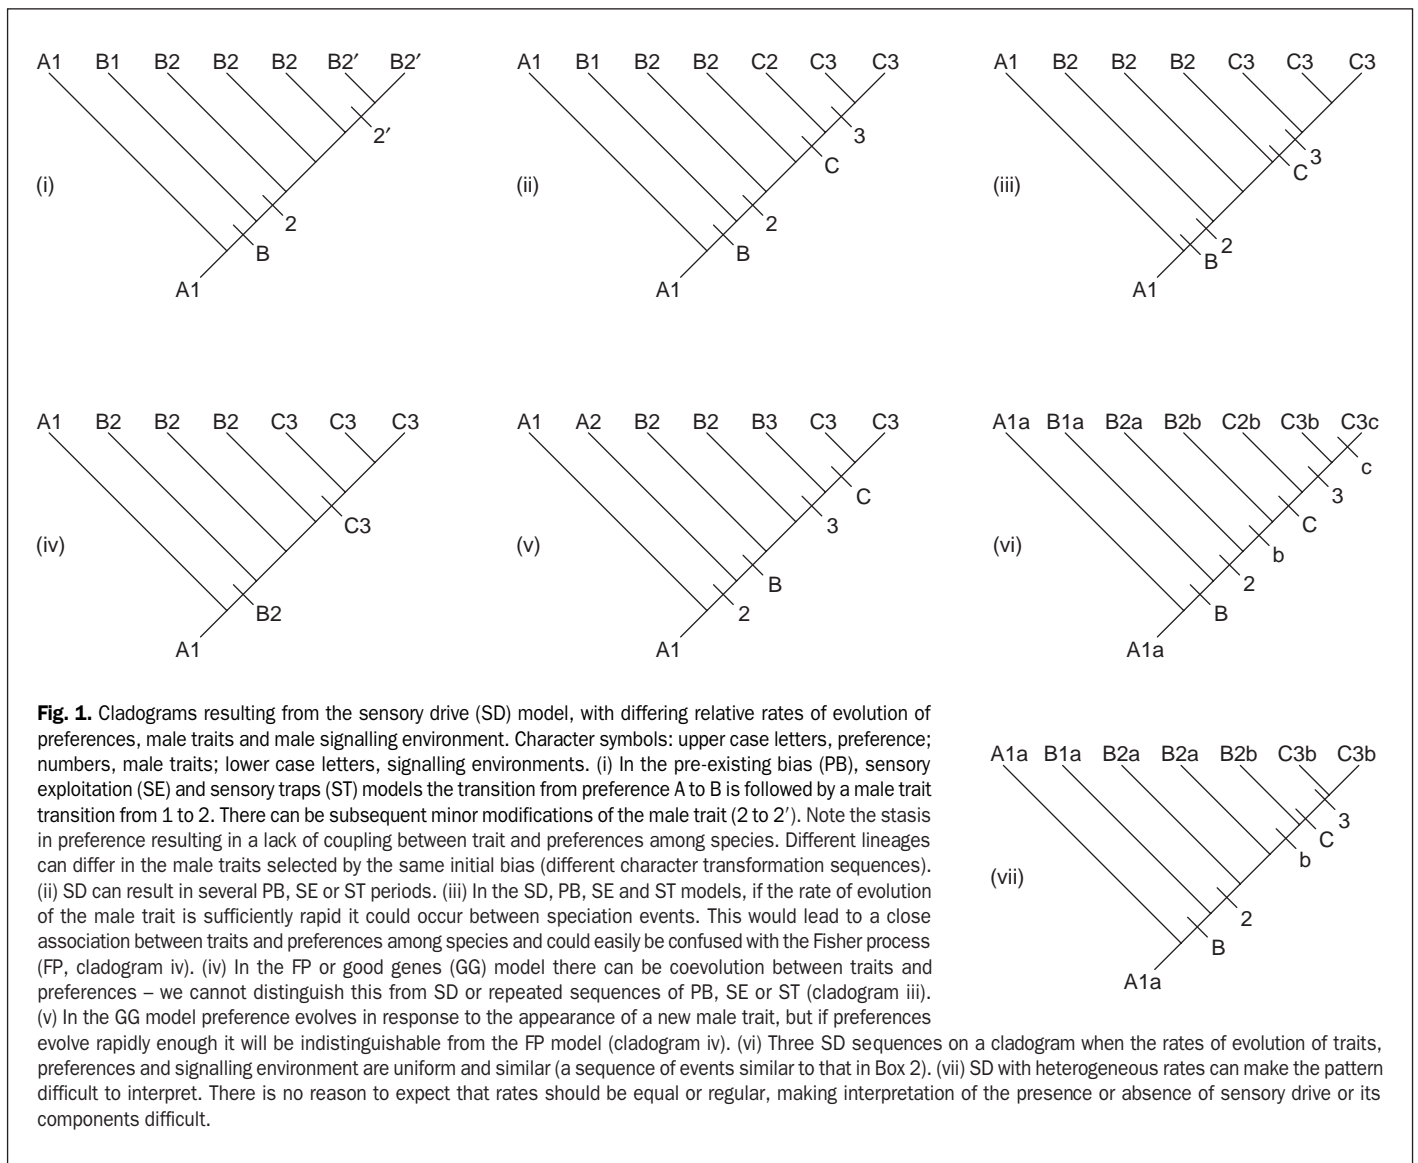 A1 B1 B2 B2 B2 B2′ B2′
2′
(i)
2
B
A1
A1 B1 B2 B2 C2 C3 C3
3
C
(ii)
2
B
A1
A1 B2 B2 B2 C3 C3 C3
3
C
(iii)
2
B
A1
A1 B2 B2 B2 C3 C3 C3
C3
(iv)
B2
A1
A1 A2 B2 B2 B3 C3 C3
C
3
(v)
B
2
A1
A1a B1a B2a B2b C2b C3b C3c
c
3
C
(vi)
b
2
B
A1a
Fig. 1. Cladograms resulting from the sensory drive (SD) model, with differing relative rates of evolution of
preferences, male traits and male signalling environment. Character symbols: upper case letters, preference;
numbers, male traits; lower case letters, signalling environments. (i) In the pre-existing bias (PB), sensory
exploitation (SE) and sensory traps (ST) models the transition from preference A to B is followed by a male trait
transition from 1 to 2. There can be subsequent minor modifications of the male trait (2 to 2′). Note the stasis
in preference resulting in a lack of coupling between trait and preferences among species. Different lineages
can differ in the male traits selected by the same initial bias (different character transformation sequences).
(ii) SD can result in several PB, SE or ST periods. (iii) In the SD, PB, SE and ST models, if the rate of evolution
of the male trait is sufficiently rapid it could occur between speciation events. This would lead to a close
association between traits and preferences among species and could easily be confused with the Fisher process
(FP, cladogram iv). (iv) In the FP or good genes (GG) model there can be coevolution between traits and
preferences – we cannot distinguish this from SD or repeated sequences of PB, SE or ST (cladogram iii).
(v) In the GG model preference evolves in response to the appearance of a new male trait, but if preferences
evolve rapidly enough it will be indistinguishable from the FP model (cladogram iv). (vi) Three SD sequences on a cladogram when the rates of evolution of traits,
preferences and signalling environment are uniform and similar (a sequence of events similar to that in Box 2). (vii) SD with heterogeneous rates can make the pattern
difficult to interpret. There is no reason to expect that rates should be equal or regular, making interpretation of the presence or absence of sensory drive or its
components difficult.
A1a B1a B2a B2a B2b C3b C3b
3
C
b
(vii)
2
B
A1a